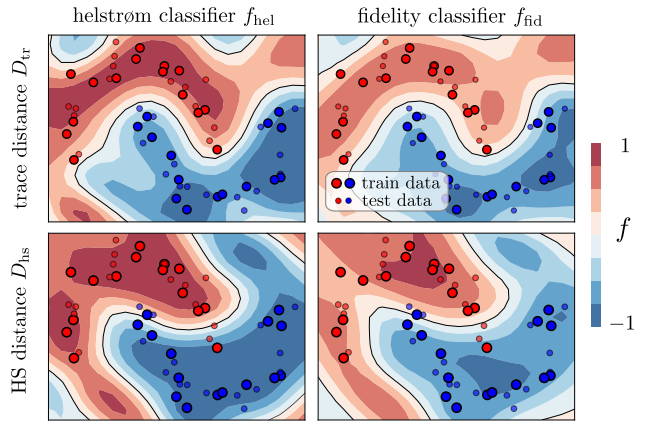 helstrøm classifier f_hel
fidelity classifier f_fid
trace distance D_tr
HS distance D_hs
train data
test data
1
f
−1